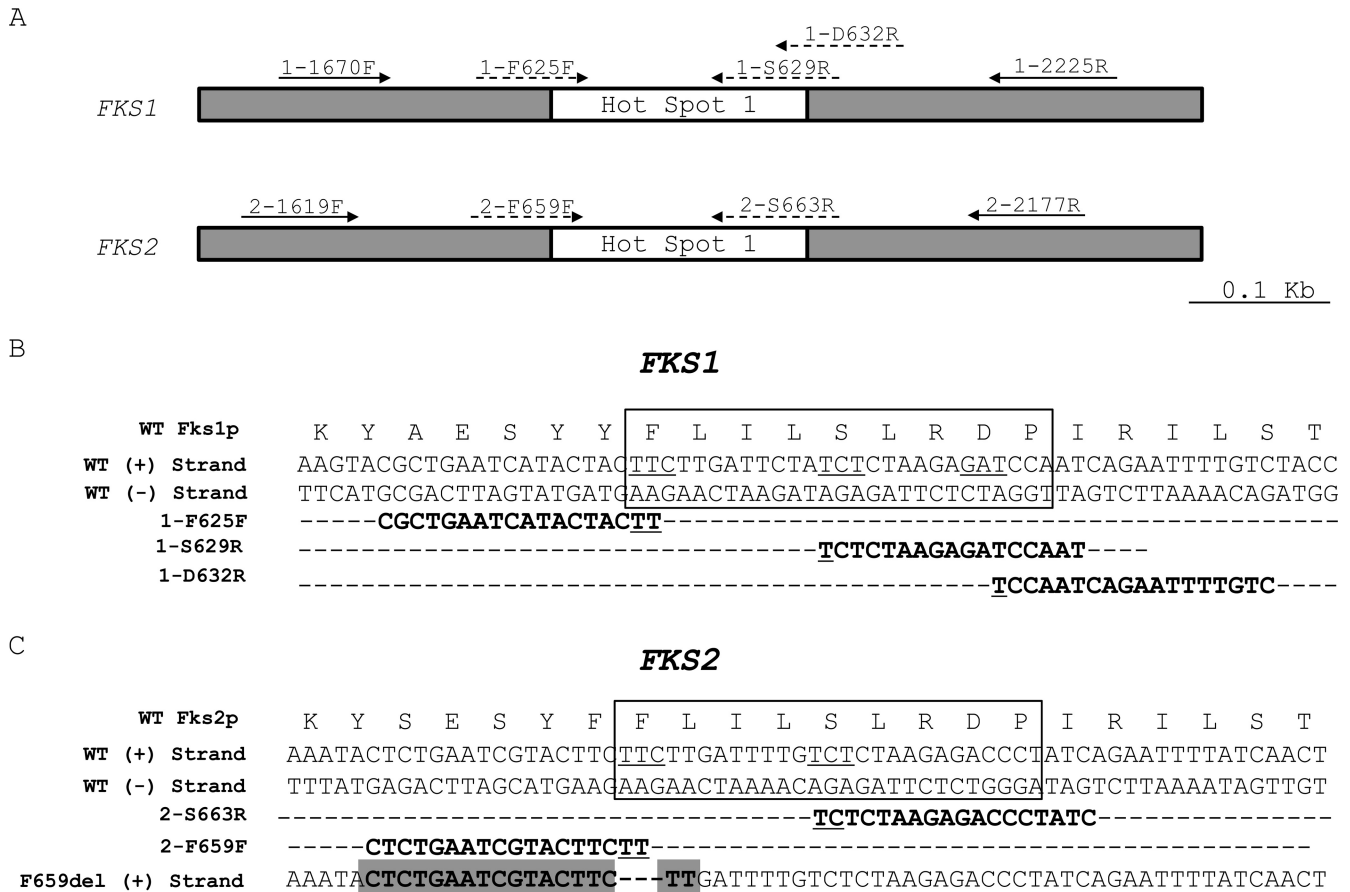 A
1-D632R
1-1670F 1-F625F 1-S629R 1-2225R
FKS1 Hot Spot 1
2-1619F 2-F659F 2-S663R 2-2177R
FKS2 Hot Spot 1
0.1 Kb
B
FKS1
WT Fks1p K Y A E S Y Y F L I L S L R D P I R I L S T
WT (+) Strand AAGTACGCTGAATCATACTACTTCTTGATTCTATCTCTAAGAGATCCAATCAGAATTTTGTCTACC
WT (-) Strand TTCATGCGACTTAGTATGATGAAGAACTAAGATAGAGATTCTCTAGGTTAGTCTTAAAACAGATGG
1-F625F -----CGCTGAATCATACTACTT-------------------------------------------
1-S629R ---------------------------------TCTCTAAGAGATCCAAT----
1-D632R --------------------------------------------TCCAATCAGAATTTTGTC----
C
FKS2
WT Fks2p K Y S E S Y F F L I L S L R D P I R I L S T
WT (+) Strand AAATACTCTGAATCGTACTTCTTCTTGATTTTGTCTCTAAGAGACCCTATCAGAATTTTATCAACT
WT (-) Strand TTTATGAGACTTAGCATGAAGAAGAACTAAAACAGAGATTCTCTGGGATAGTCTTAAAATAGTTGT
2-S663R ----------------------------------TCTCTAAGAGACCCTATC---------------
2-F659F -----CTCTGAATCGTACTTCTT------------------------------------------
F659del (+) Strand AAATACTCTGAATCGTACTTC---TTGATTTTGTCTCTAAGAGACCCTATCAGAATTTTATCAACT